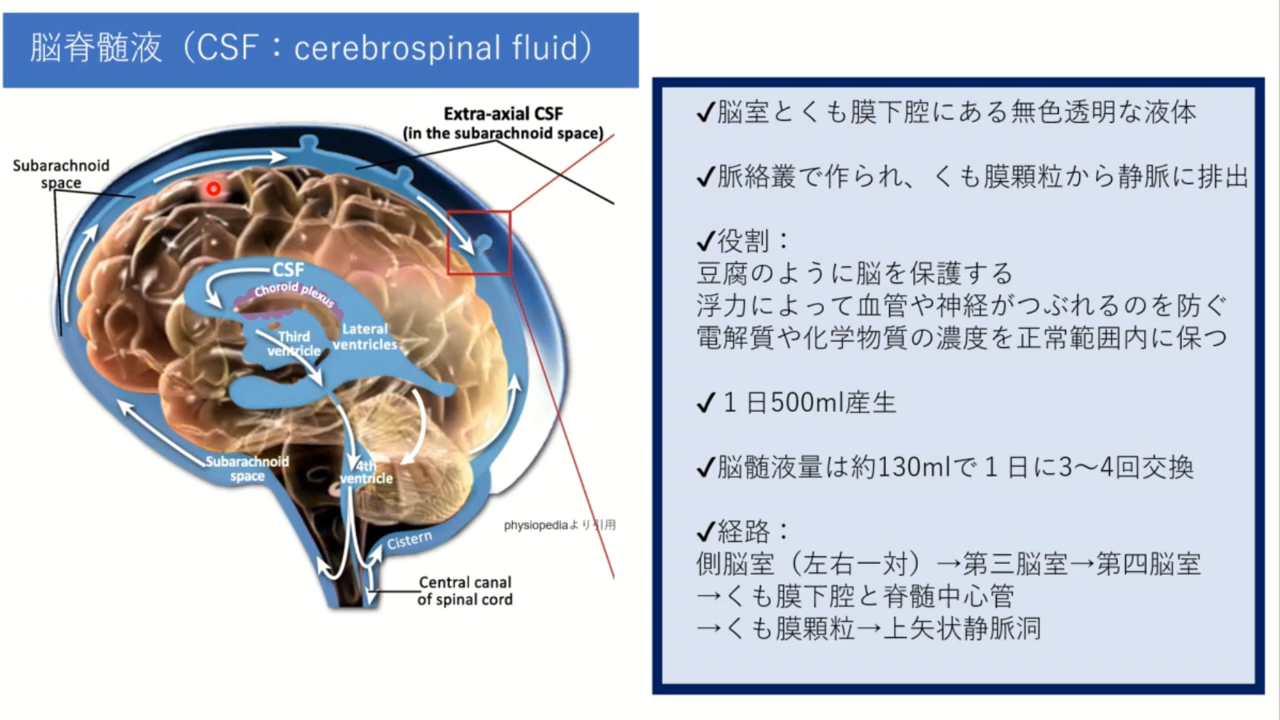 脳脊髄液（CSF：cerebrospinal fluid）
Extra-axial CSF
(in the subarachnoid space)
Subarachnoid
space
CSF
Choroid plexus
Third
ventricle
Lateral
ventricles
Subarachnoid
space
4th
ventricle
physiopediaより引用
Cistern
Central canal
of spinal cord
✓脳室とくも膜下腔にある無色透明な液体
✓脈絡叢で作られ、くも膜顆粒から静脈に排出
✓役割：
豆腐のように脳を保護する
浮力によって血管や神経がつぶれるのを防ぐ
電解質や化学物質の濃度を正常範囲内に保つ
✓１日500ml産生
✓脳髄液量は約130mlで１日に3〜4回交換
✓経路：
側脳室（左右一対）→第三脳室→第四脳室
→くも膜下腔と脊髄中心管
→くも膜顆粒→上矢状静脈洞